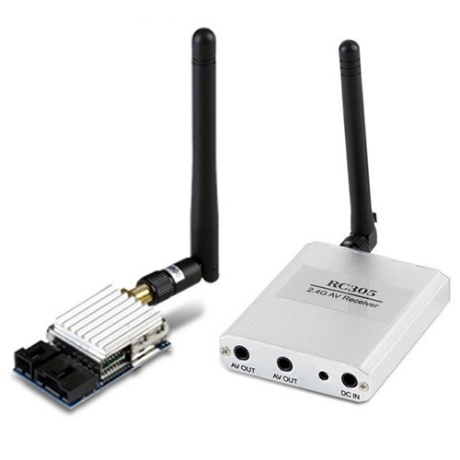 RC305
2.4G AV Receiver
AV OUT
AV OUT
DC IN